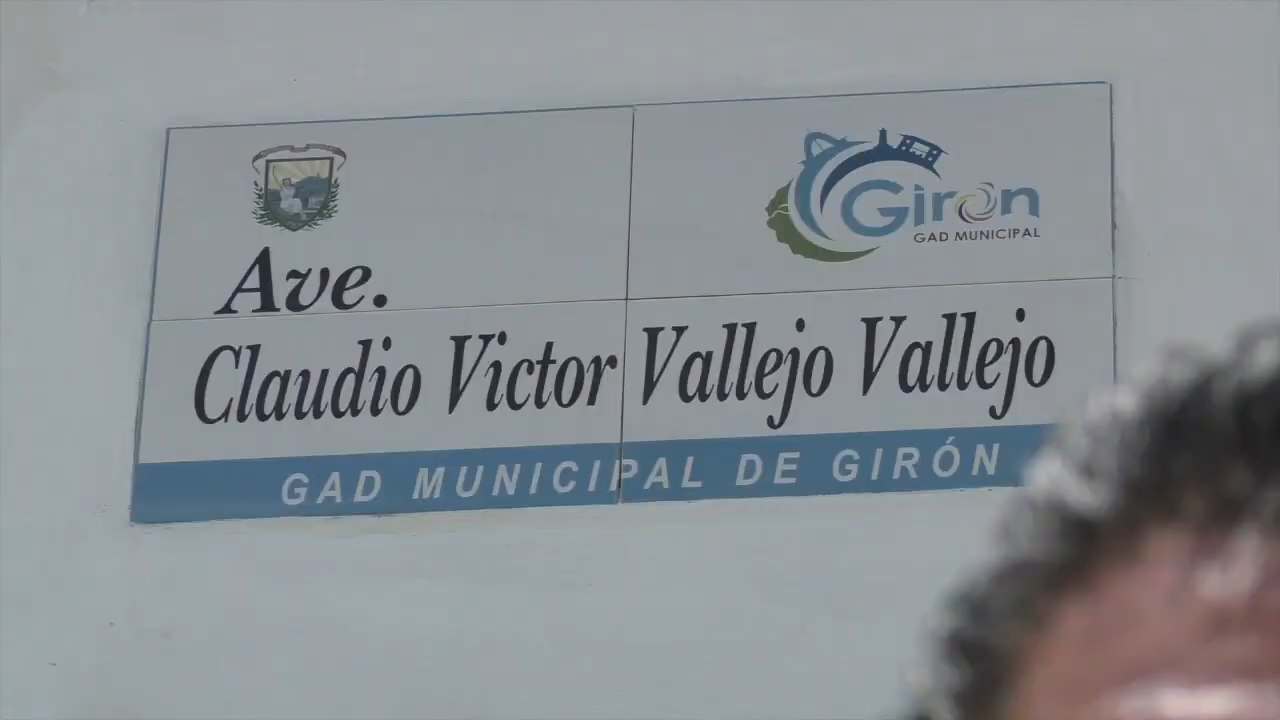 Girón
GAD MUNICIPAL
Ave.
Claudio Victor Vallejo Vallejo
GAD MUNICIPAL DE GIRÓN